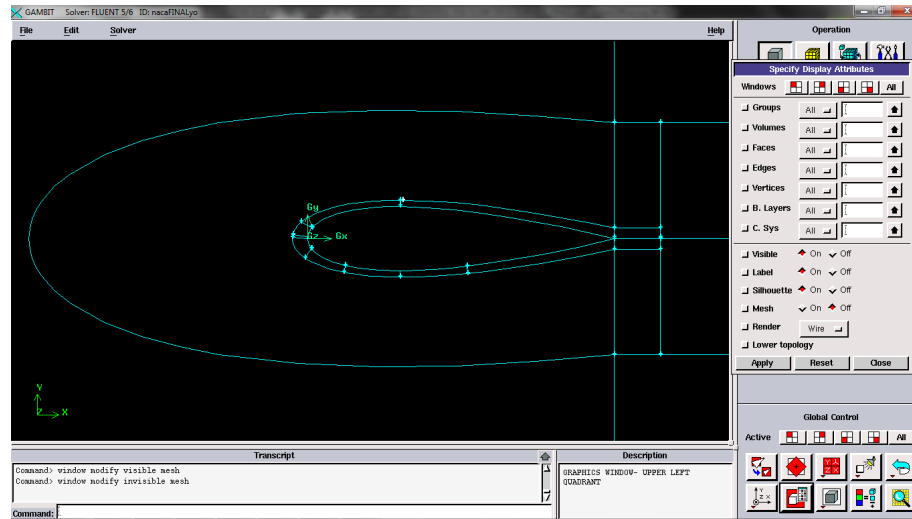 GAMBIT Solver: FLUENT 5/6 ID: nacaFINALyo
File Edit Solver Help
Operation
Specify Display Attributes
Windows All
Groups All
Volumes All
Faces All
Edges All
Vertices All
B. Layers All
C. Sys All
Visible On Off
Label On Off
Silhouette On Off
Mesh On Off
Render Wire
Lower topology
Apply Reset Close
Gy
Gz Gx
Y
Z X
Global Control
Active All
Transcript
Command> window modify visible mesh
Command> window modify invisible mesh
Command:
Description
GRAPHICS WINDOW- UPPER LEFT
QUADRANT